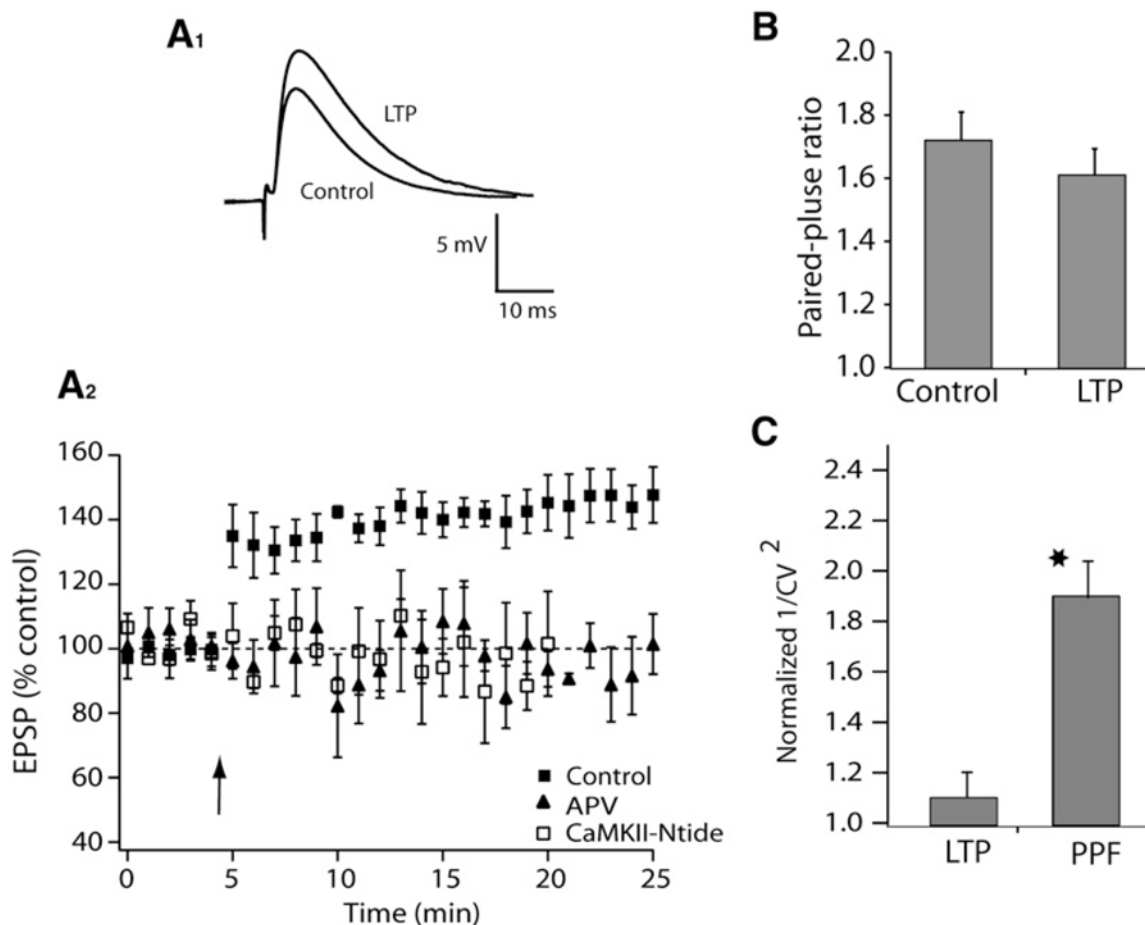 A1
LTP
Control
5 mV
10 ms
B
2.0
1.8
1.6
1.4
1.2
1.0
Paired-pluse ratio
Control
LTP
A2
160
140
120
100
80
60
40
EPSP (% control)
Control
APV
CaMKII-Ntide
0
5
10
15
20
25
Time (min)
C
2.4
2.2
2.0
1.8
1.6
1.4
1.2
1.0
Normalized 1/CV 2
LTP
PPF